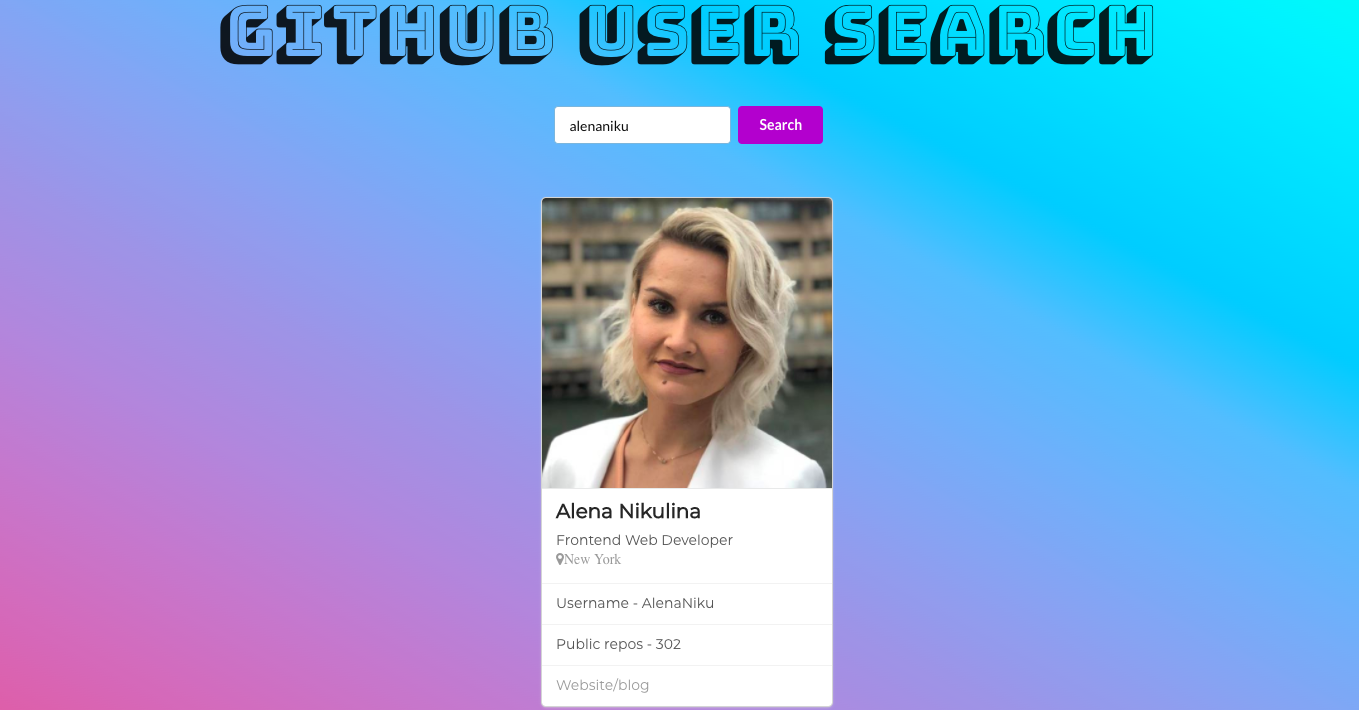 GITHUB USER SEARCH
alenaniku
Search
Alena Nikulina
Frontend Web Developer
New York
Username - AlenaNiku
Public repos - 302
Website/blog